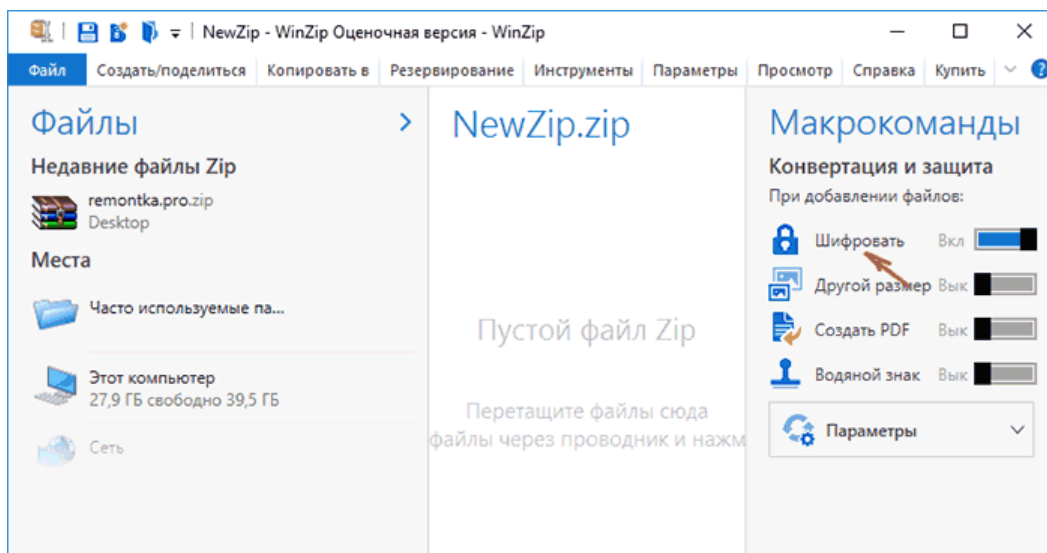 NewZip - WinZip Оценочная версия - WinZip
Файл Создать/поделиться Копировать в Резервирование Инструменты Параметры Просмотр Справка Купить ?
Файлы
Недавние файлы Zip
remontka.pro.zip
Desktop
Места
Часто используемые па...
Этот компьютер
27,9 ГБ свободно 39,5 ГБ
Сеть
NewZip.zip
Пустой файл Zip
Перетащите файлы сюда
файлы через проводник и нажм
Макрокоманды
Конвертация и защита
При добавлении файлов:
Шифровать Вкл
Другой размер Вык
Создать PDF Вык
Водяной знак Вык
Параметры